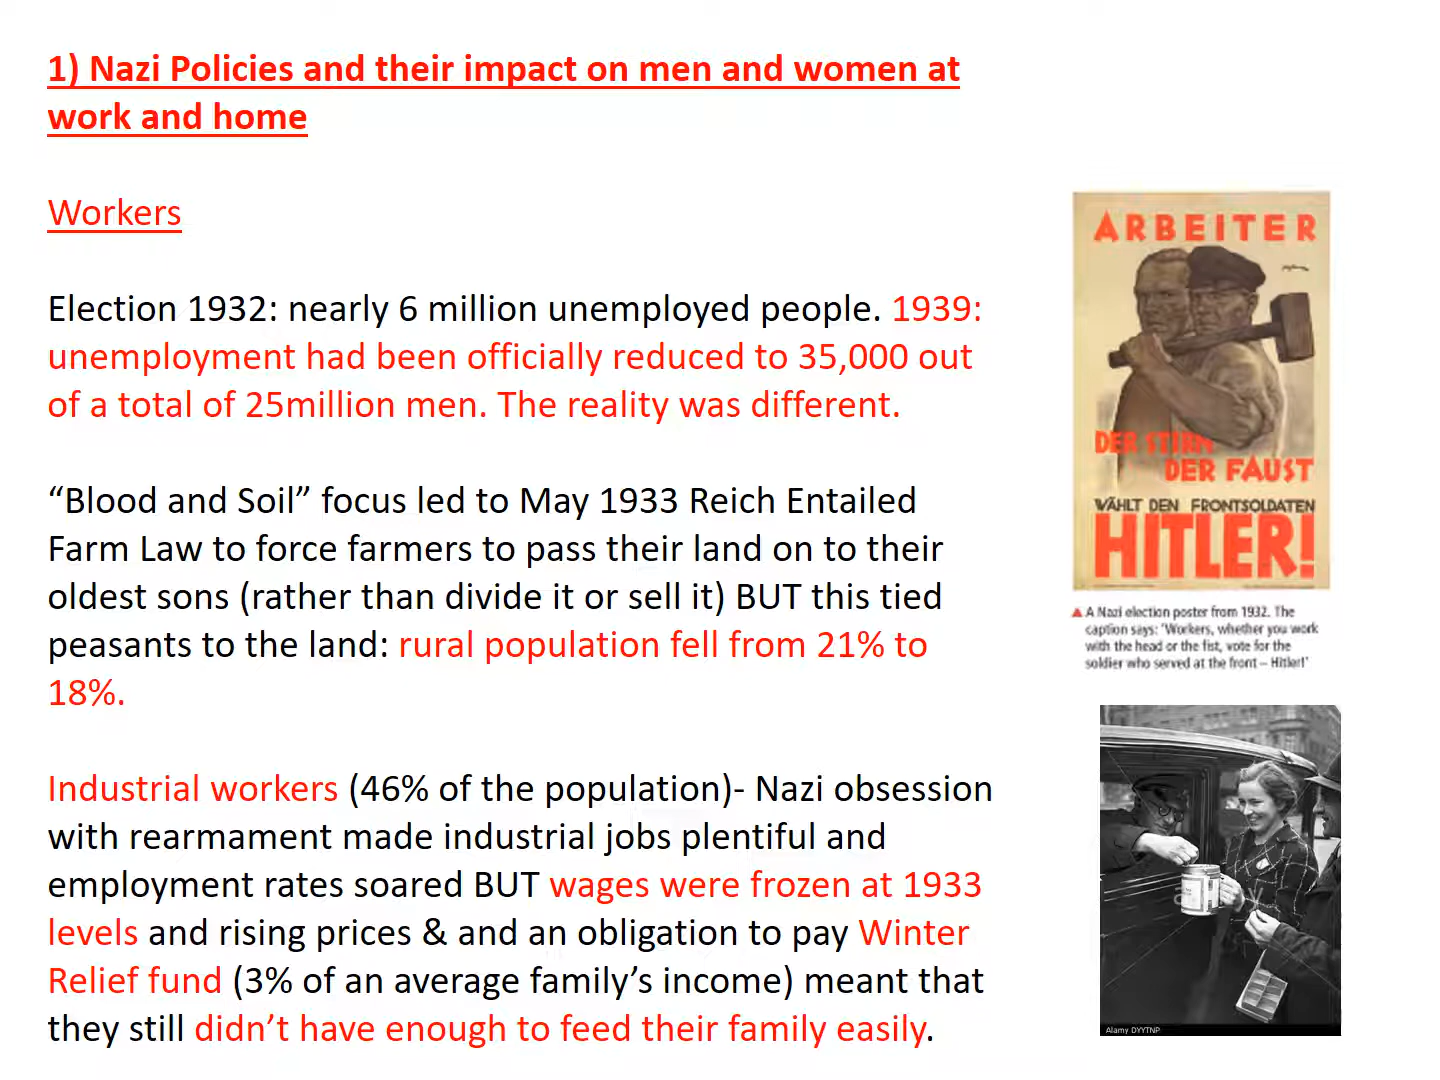 1) Nazi Policies and their impact on men and women at
work and home
Workers
Election 1932: nearly 6 million unemployed people. 1939:
unemployment had been officially reduced to 35,000 out
of a total of 25million men. The reality was different.
“Blood and Soil” focus led to May 1933 Reich Entailed
Farm Law to force farmers to pass their land on to their
oldest sons (rather than divide it or sell it) BUT this tied
peasants to the land: rural population fell from 21% to
18%.
Industrial workers (46% of the population)- Nazi obsession
with rearmament made industrial jobs plentiful and
employment rates soared BUT wages were frozen at 1933
levels and rising prices & and an obligation to pay Winter
Relief fund (3% of an average family’s income) meant that
they still didn’t have enough to feed their family easily.
ARBEITER
DER STIRN
DER FAUST
WÄHLT DEN FRONTSOLDATEN
HITLER!
▲ A Nazi election poster from 1932. The
caption says: ‘Workers, whether you work
with the head or the fist, vote for the
soldier who served at the front – Hitler!’
Alamy DYYTNP